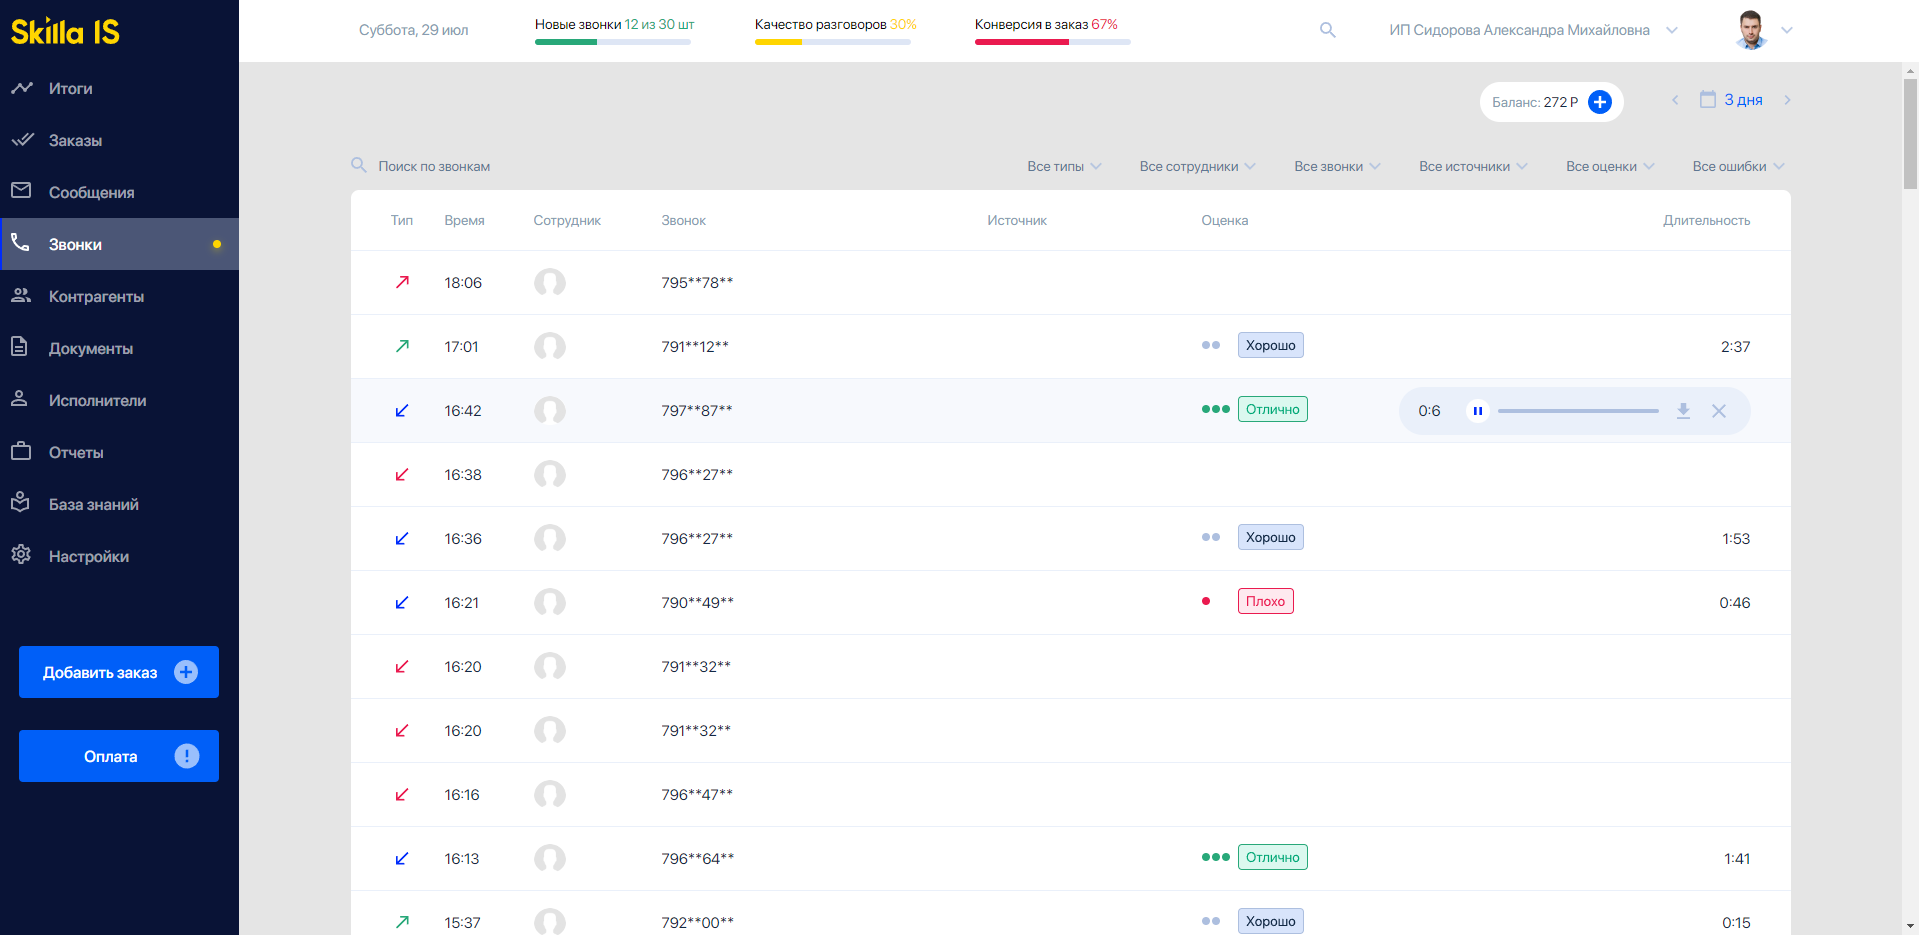 Skilla IS
Суббота, 29 июл
Новые звонки 12 из 30 шт
Качество разговоров 30%
Конверсия в заказ 67%
ИП Сидорова Александра Михайловна
Итоги
Заказы
Сообщения
Звонки
Контрагенты
Документы
Исполнители
Отчеты
База знаний
Настройки
Добавить заказ
Оплата
Баланс: 272 Р
3 дня
Поиск по звонкам
Все типы Все сотрудники Все звонки Все источники Все оценки Все ошибки
Тип Время Сотрудник Звонок Источник Оценка Длительность
18:06 795**78**
17:01 791**12** Хорошо 2:37
16:42 797**87** Отлично 0:6
16:38 796**27**
16:36 796**27** Хорошо 1:53
16:21 790**49** Плохо 0:46
16:20 791**32**
16:20 791**32**
16:16 796**47**
16:13 796**64** Отлично 1:41
15:37 792**00** Хорошо 0:15